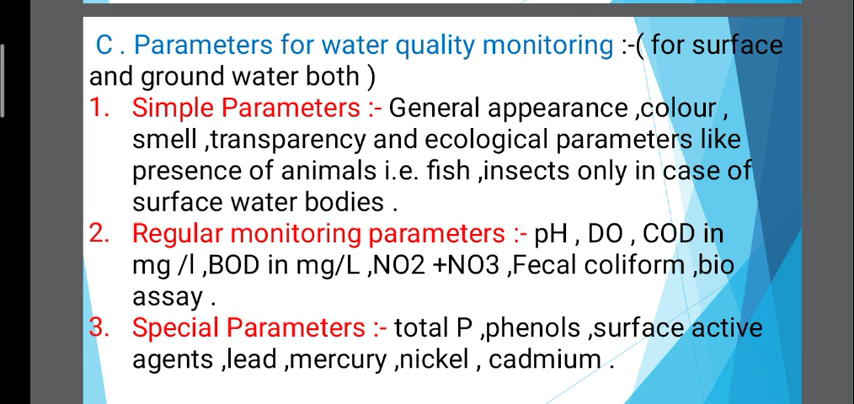 C . Parameters for water quality monitoring :-( for surface
and ground water both )
1. Simple Parameters :- General appearance ,colour ,
smell ,transparency and ecological parameters like
presence of animals i.e. fish ,insects only in case of
surface water bodies .
2. Regular monitoring parameters :- pH , DO , COD in
mg /l ,BOD in mg/L ,NO2 +NO3 ,Fecal coliform ,bio
assay .
3. Special Parameters :- total P ,phenols ,surface active
agents ,lead ,mercury ,nickel , cadmium .